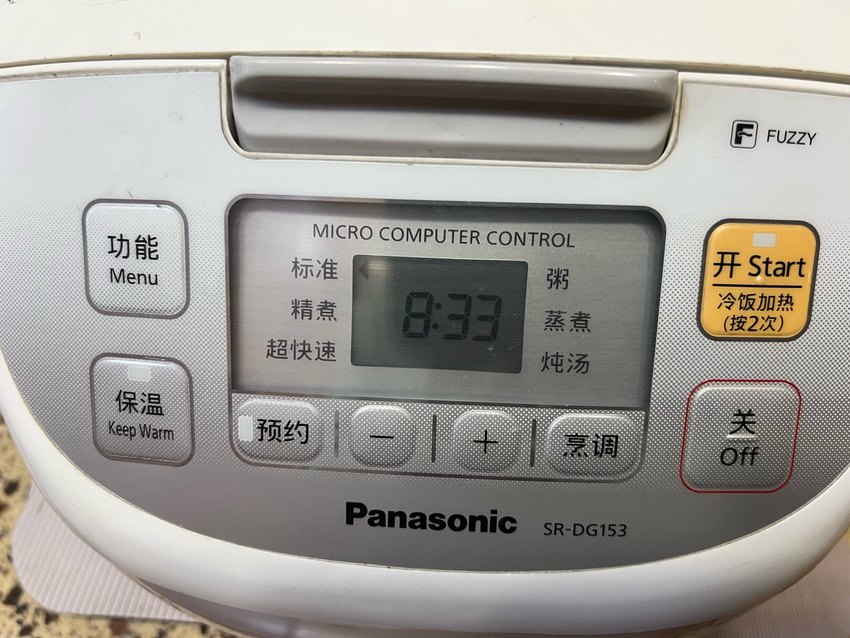 F FUZZY
功能
Menu
MICRO COMPUTER CONTROL
标准
精煮
超快速
8:33
粥
蒸煮
炖汤
开 Start
冷饭加热
(按2次)
保温
Keep Warm
预约
—
+
烹调
关
Off
Panasonic SR-DG153